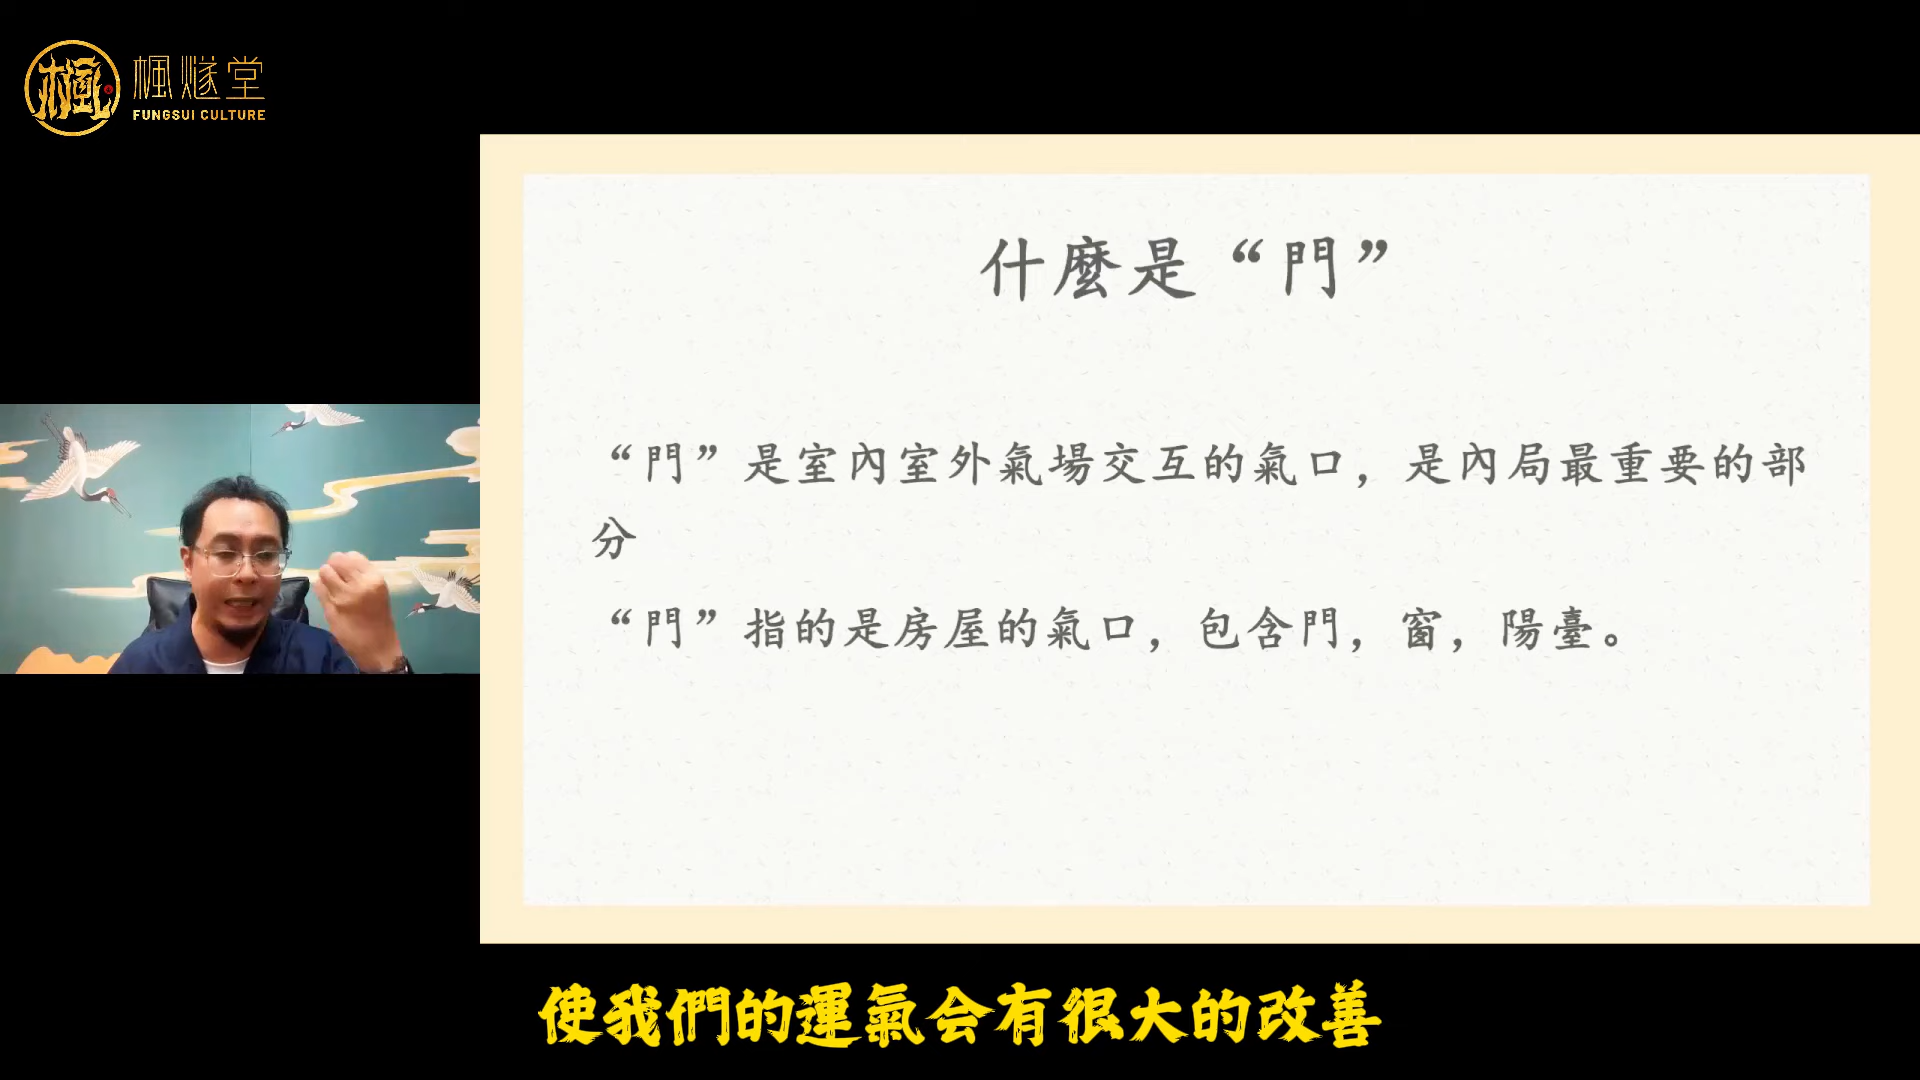 楓
楓燧堂
FUNGSUI CULTURE
什麼是“門”
“門”是室內室外氣場交互的氣口，是內局最重要的部
分
“門”指的是房屋的氣口，包含門，窗，陽臺。
使我們的運氣会有很大的改善